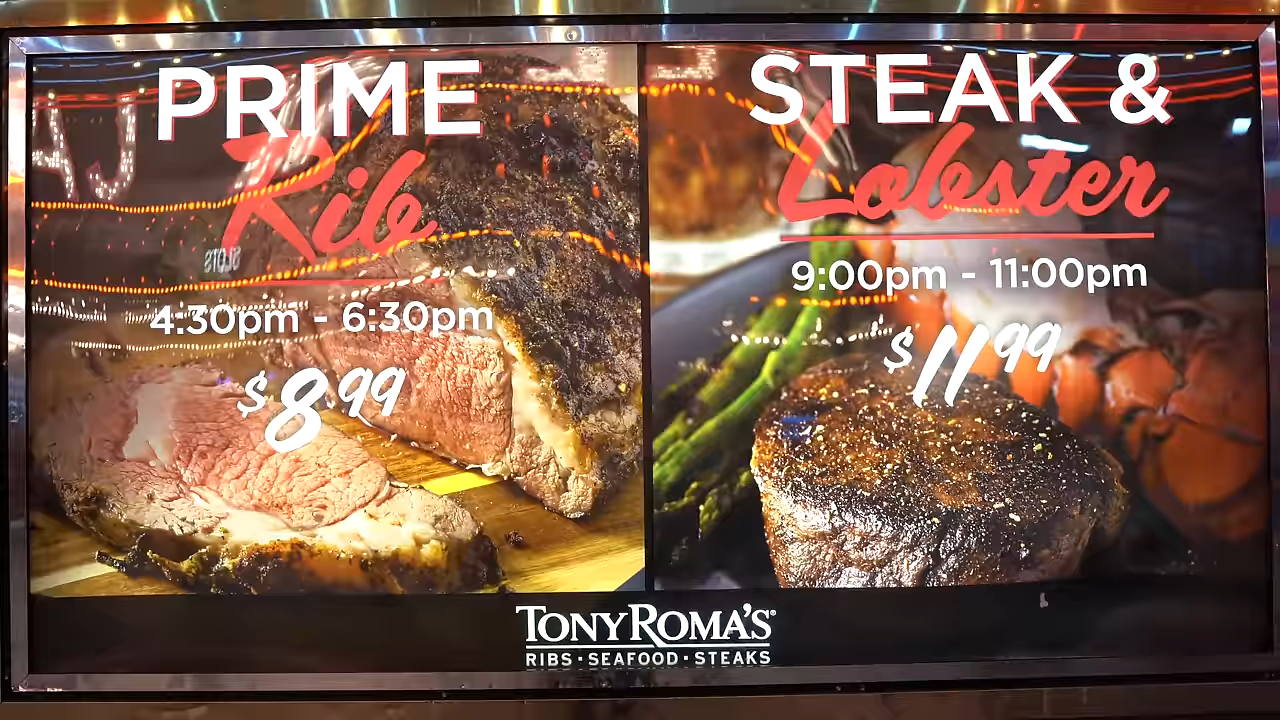 PRIME
Rib
4:30pm - 6:30pm
$8.99
STEAK &
Lobster
9:00pm - 11:00pm
$11.99
TONY ROMA'S®
RIBS · SEAFOOD · STEAKS
SLOTS